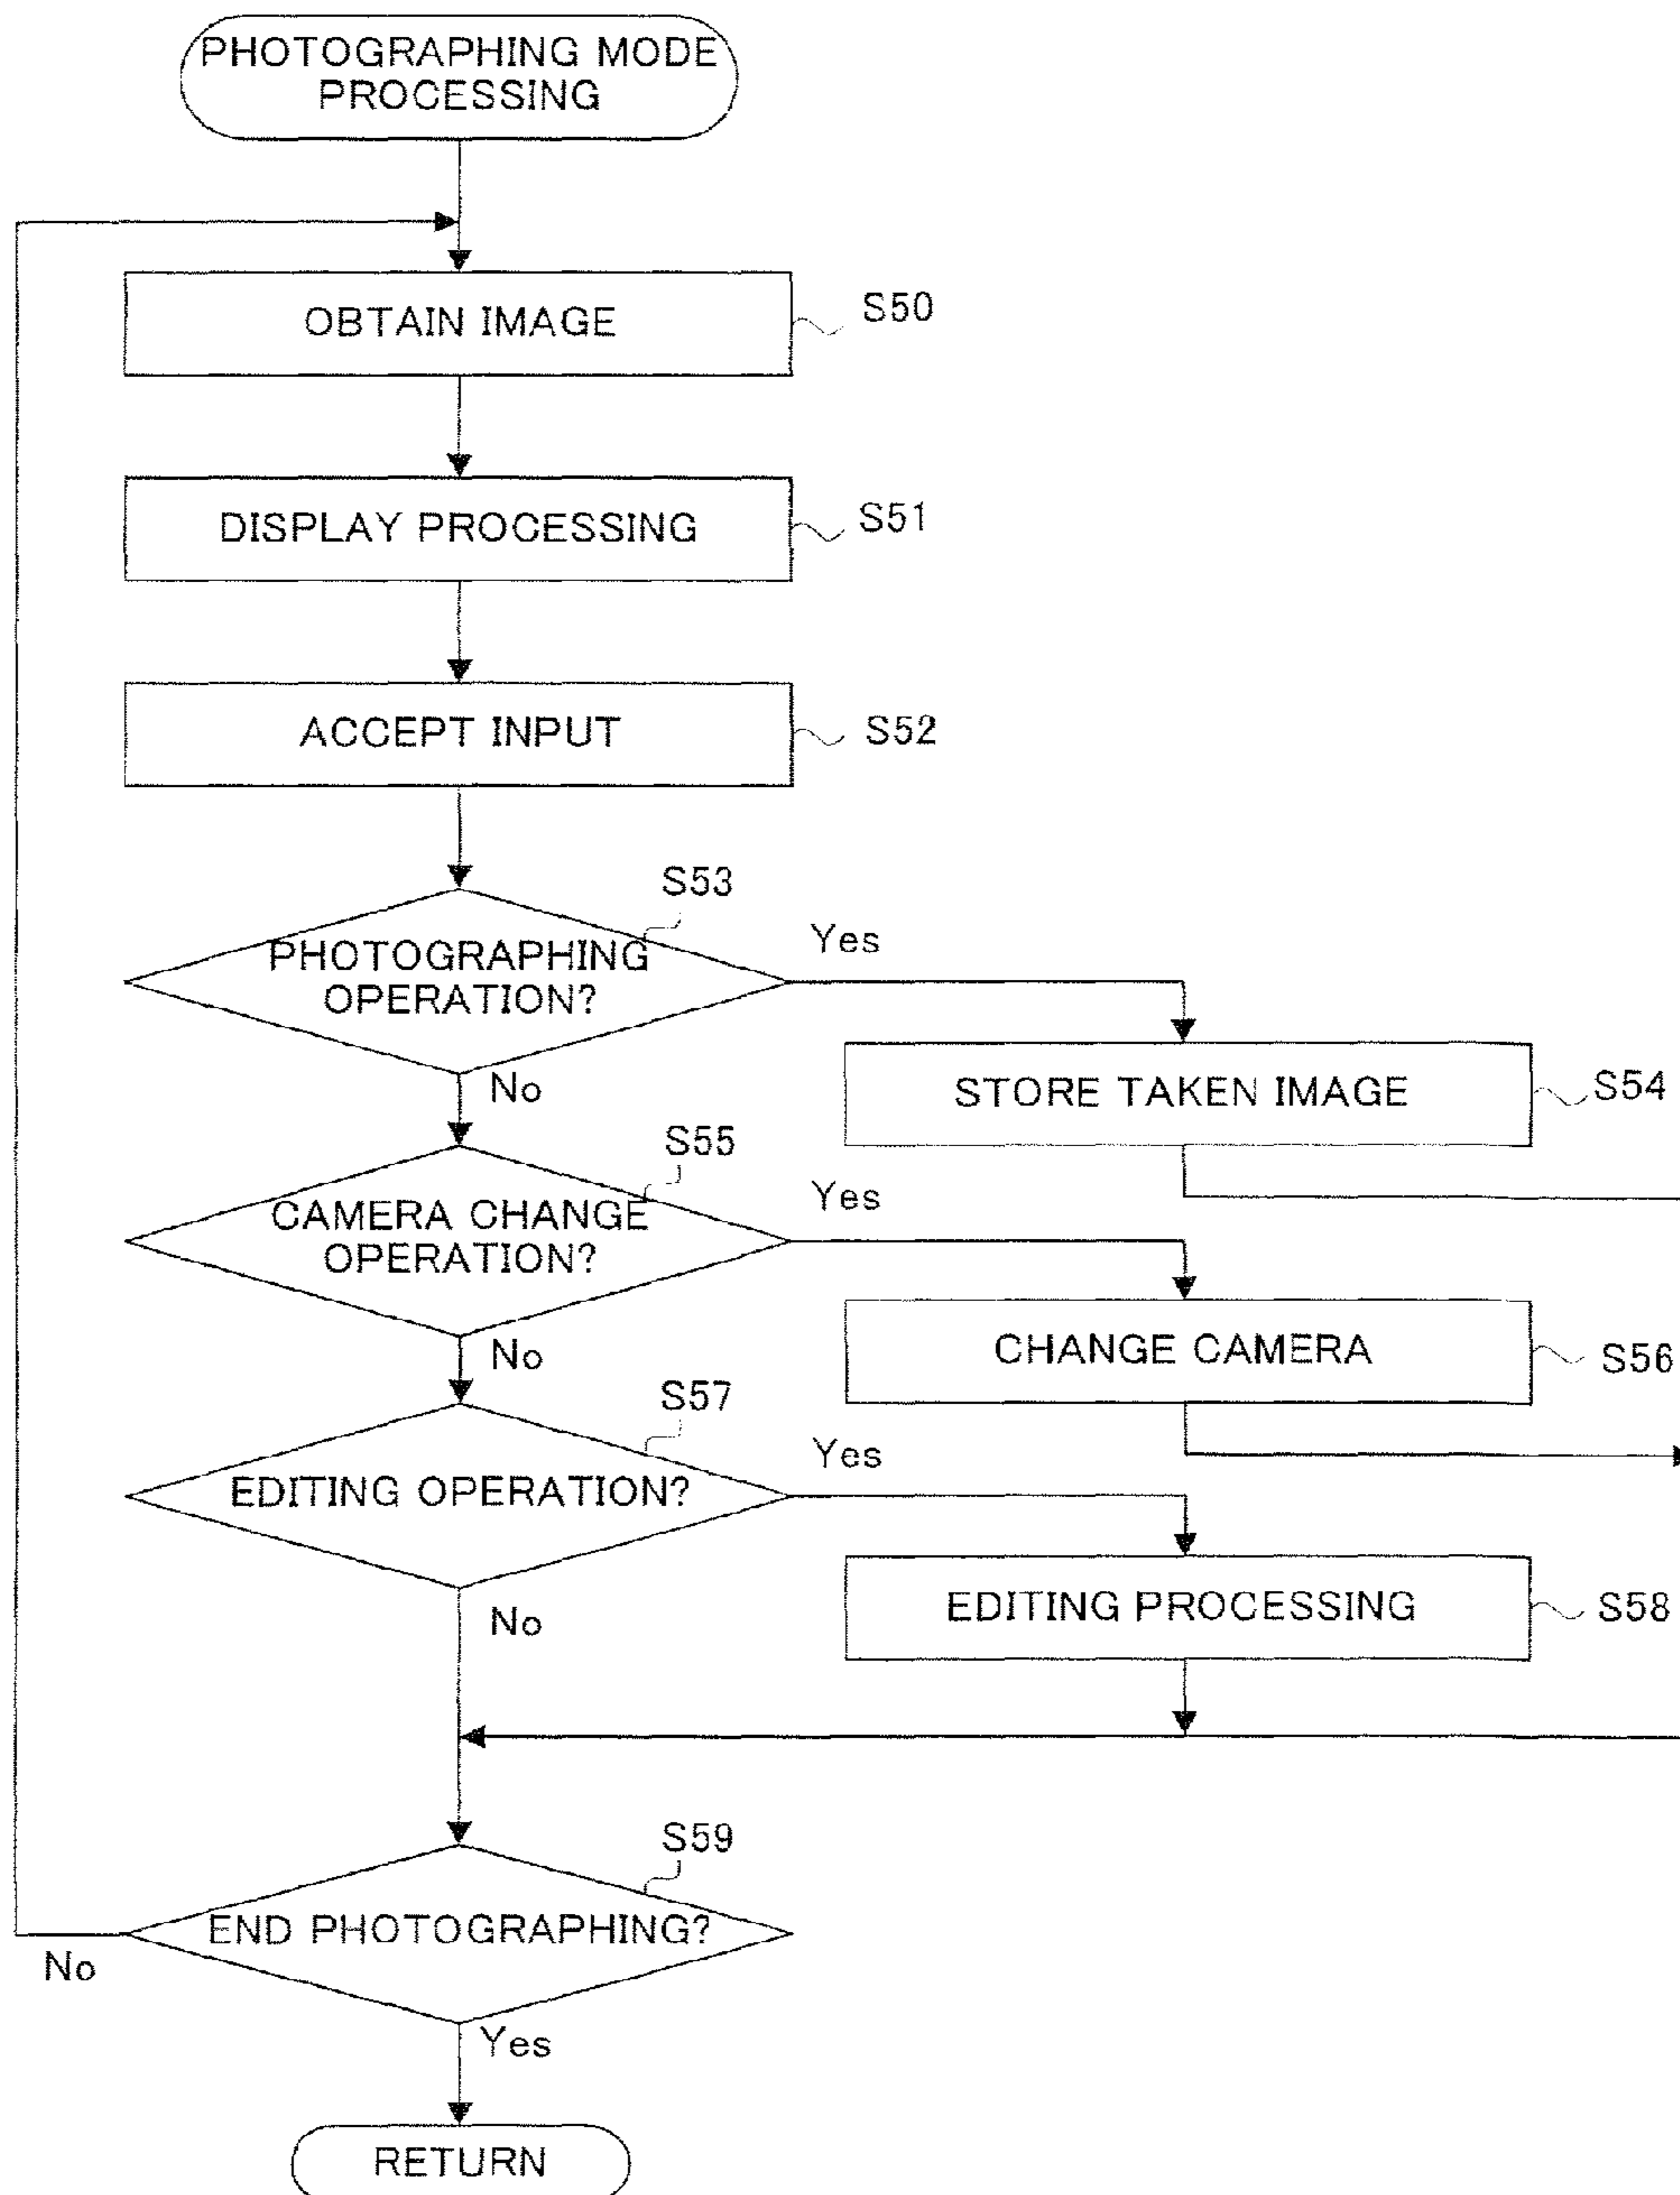 PHOTOGRAPHING MODE
PROCESSING
OBTAIN IMAGE
S50
DISPLAY PROCESSING
S51
ACCEPT INPUT
S52
S53
PHOTOGRAPHING
OPERATION?
Yes
No
STORE TAKEN IMAGE
S54
S55
CAMERA CHANGE
OPERATION?
Yes
No
CHANGE CAMERA
S56
S57
EDITING OPERATION?
Yes
No
EDITING PROCESSING
S58
S59
END PHOTOGRAPHING?
No
Yes
RETURN